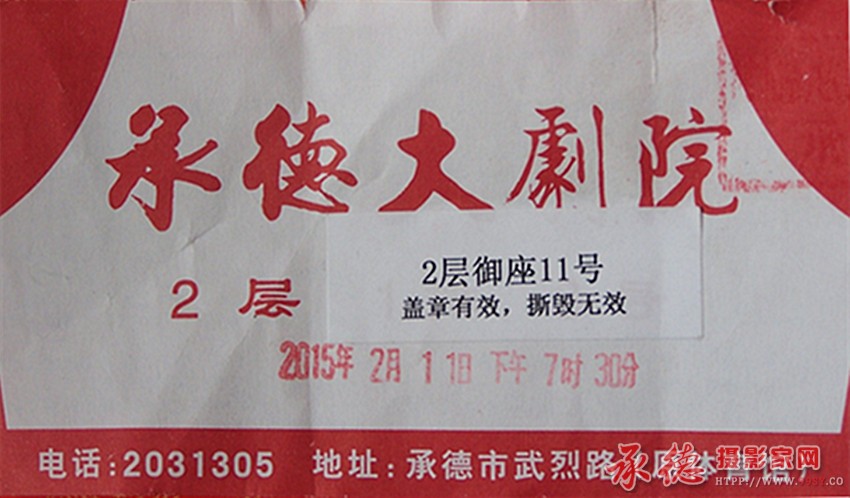 承德大劇院
2层
2层御座11号
盖章有效，撕毁无效
2015年 2月 11日 下午 7时 30分
电话:2031305 地址:承德市武烈路
承德摄影家网